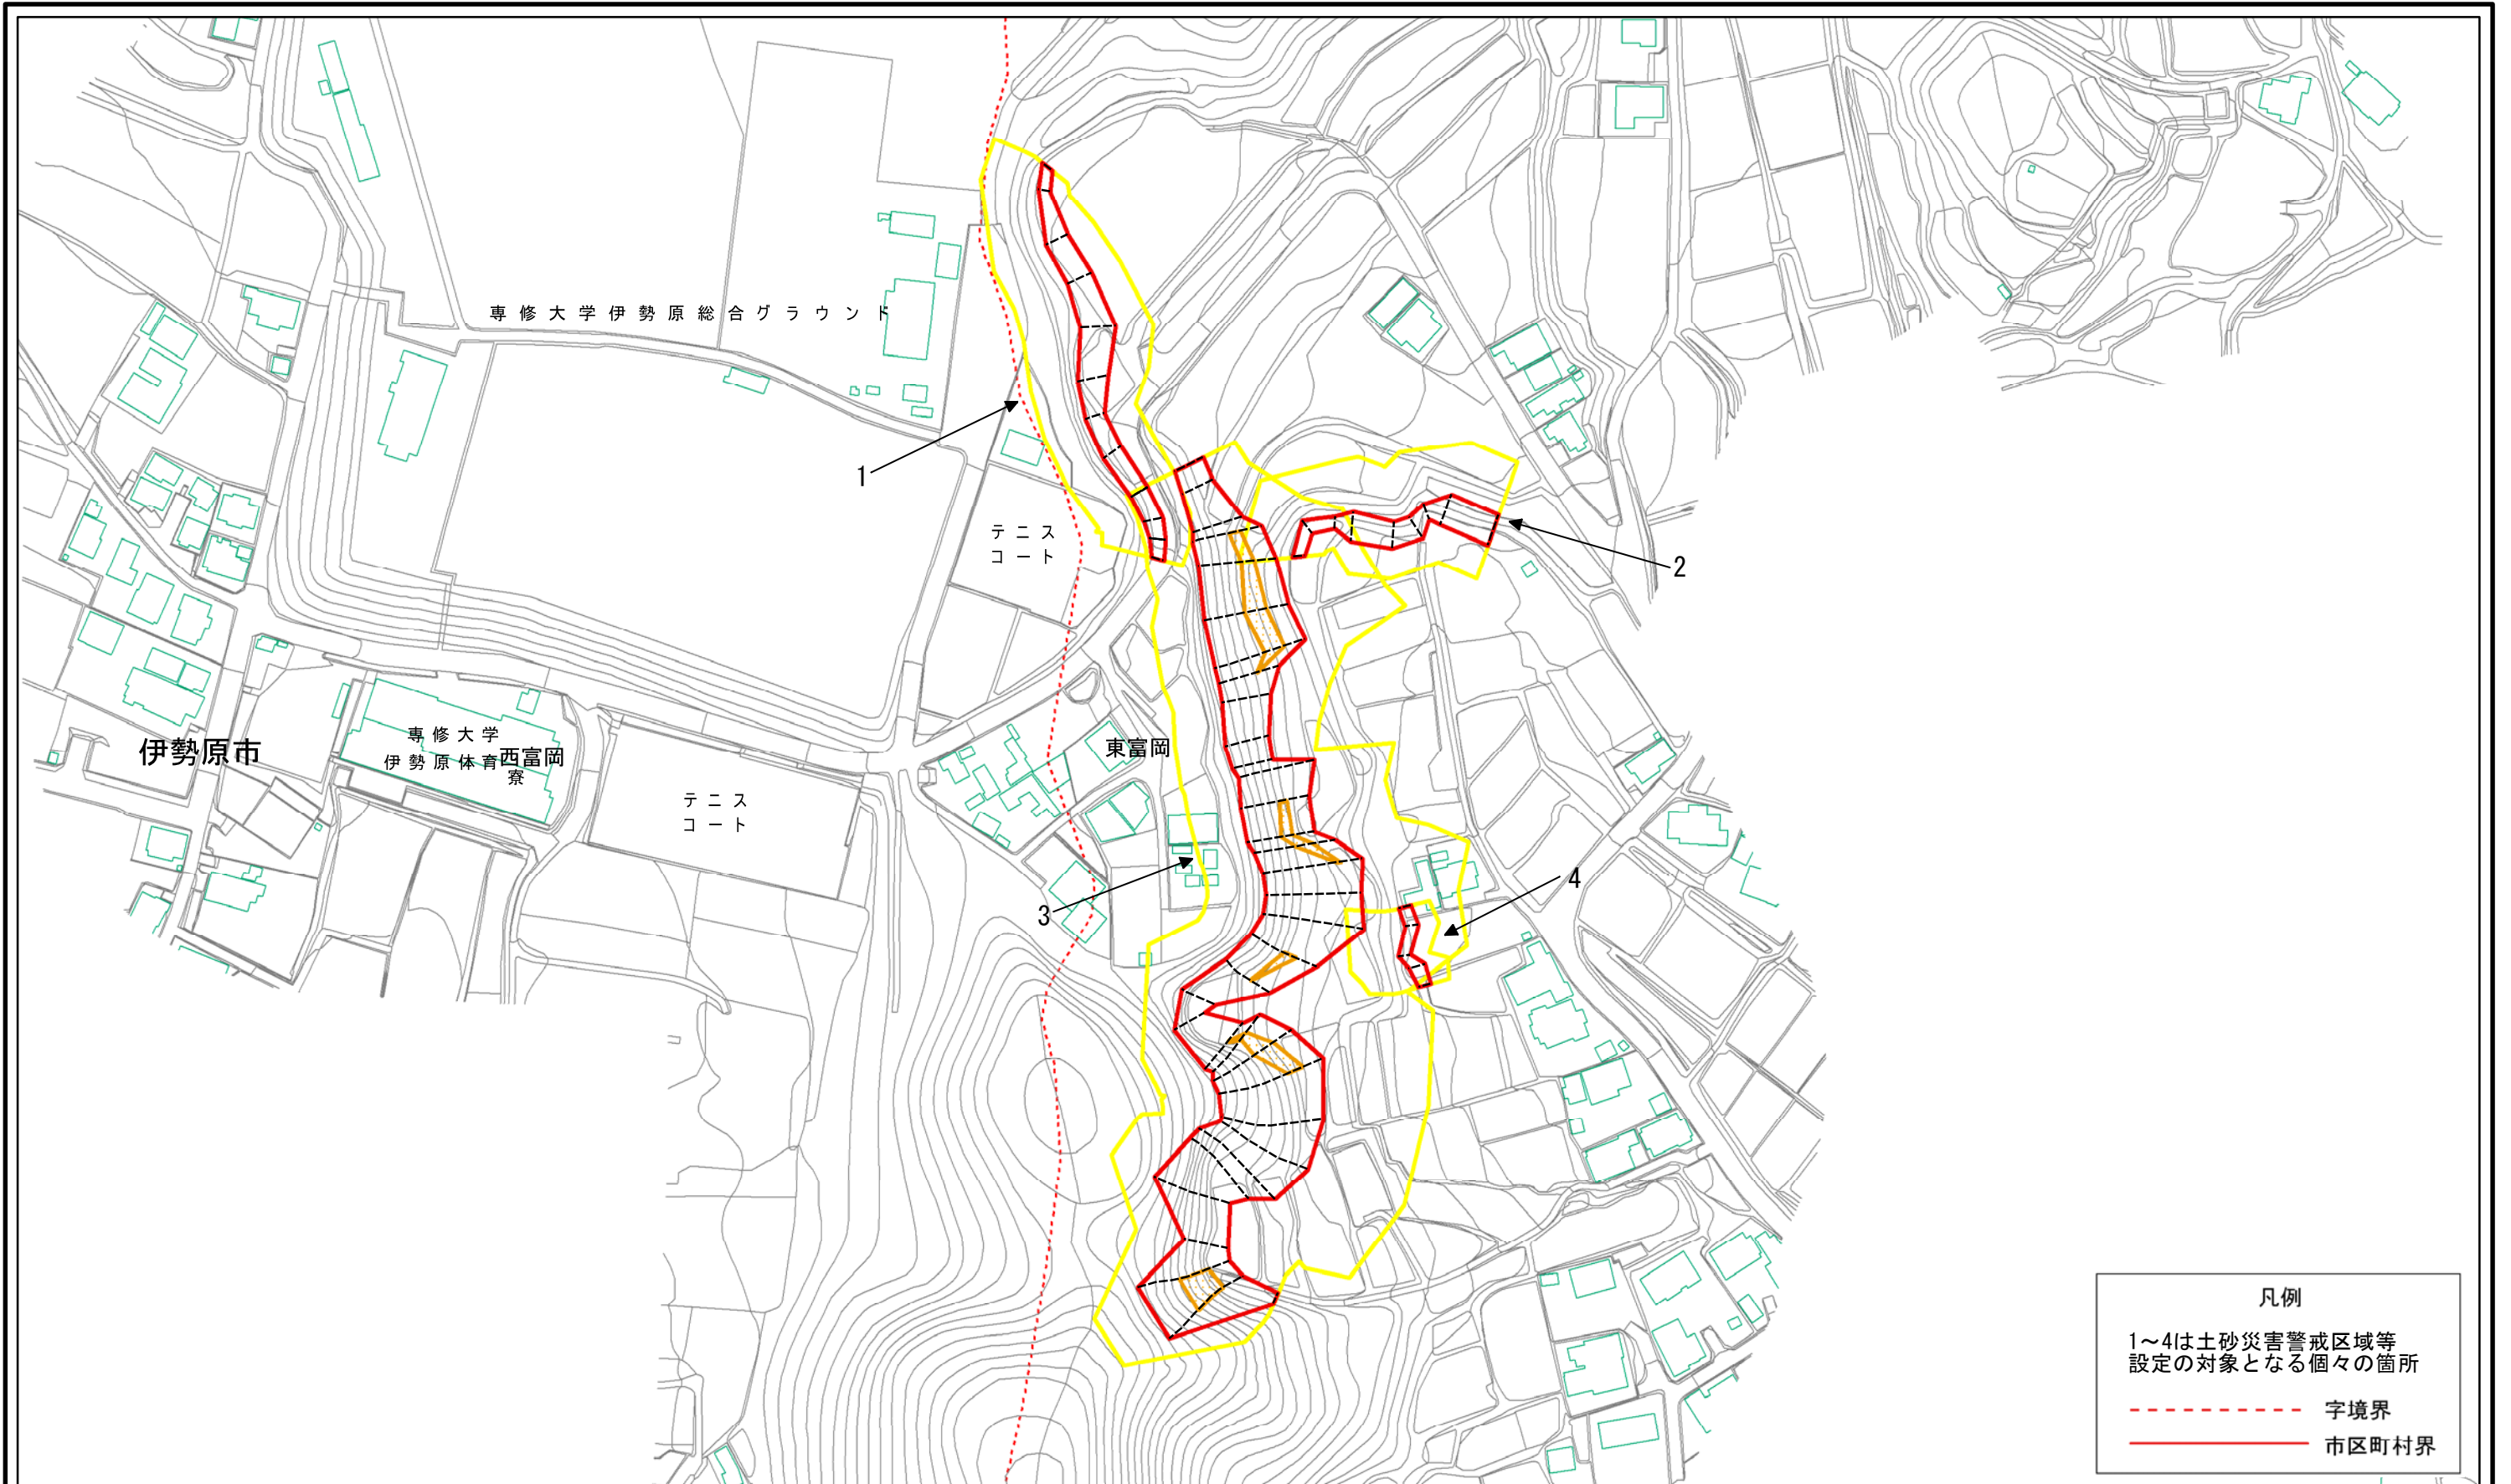 専修大学伊勢原総合グラウンド
1
テニス
コート
2
伊勢原市
専修大学
伊勢原体育
寮
西富岡
東富岡
テニス
コート
3
4
凡例
1～4は土砂災害警戒区域等
設定の対象となる個々の箇所
字境界
市区町村界